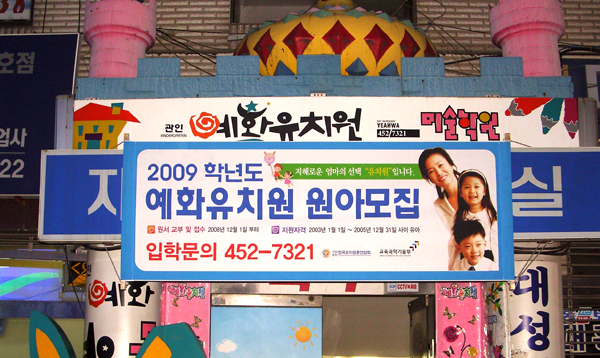 호점
업사
22
관인
KINDERGARTEN
예화유치원
YEAHWA
452/7321
미술학원
자
실
2009 학년도
지혜로운 엄마의 선택 "유치원"입니다.
예화유치원 원아모집
원서 교부 및 접수 2008년 12월 1일 부터
지원자격 2003년 1월 1일 ~ 2005년 12월 31일 사이 유아
입학문의 452-7321
교육과학기술부
예화
대성